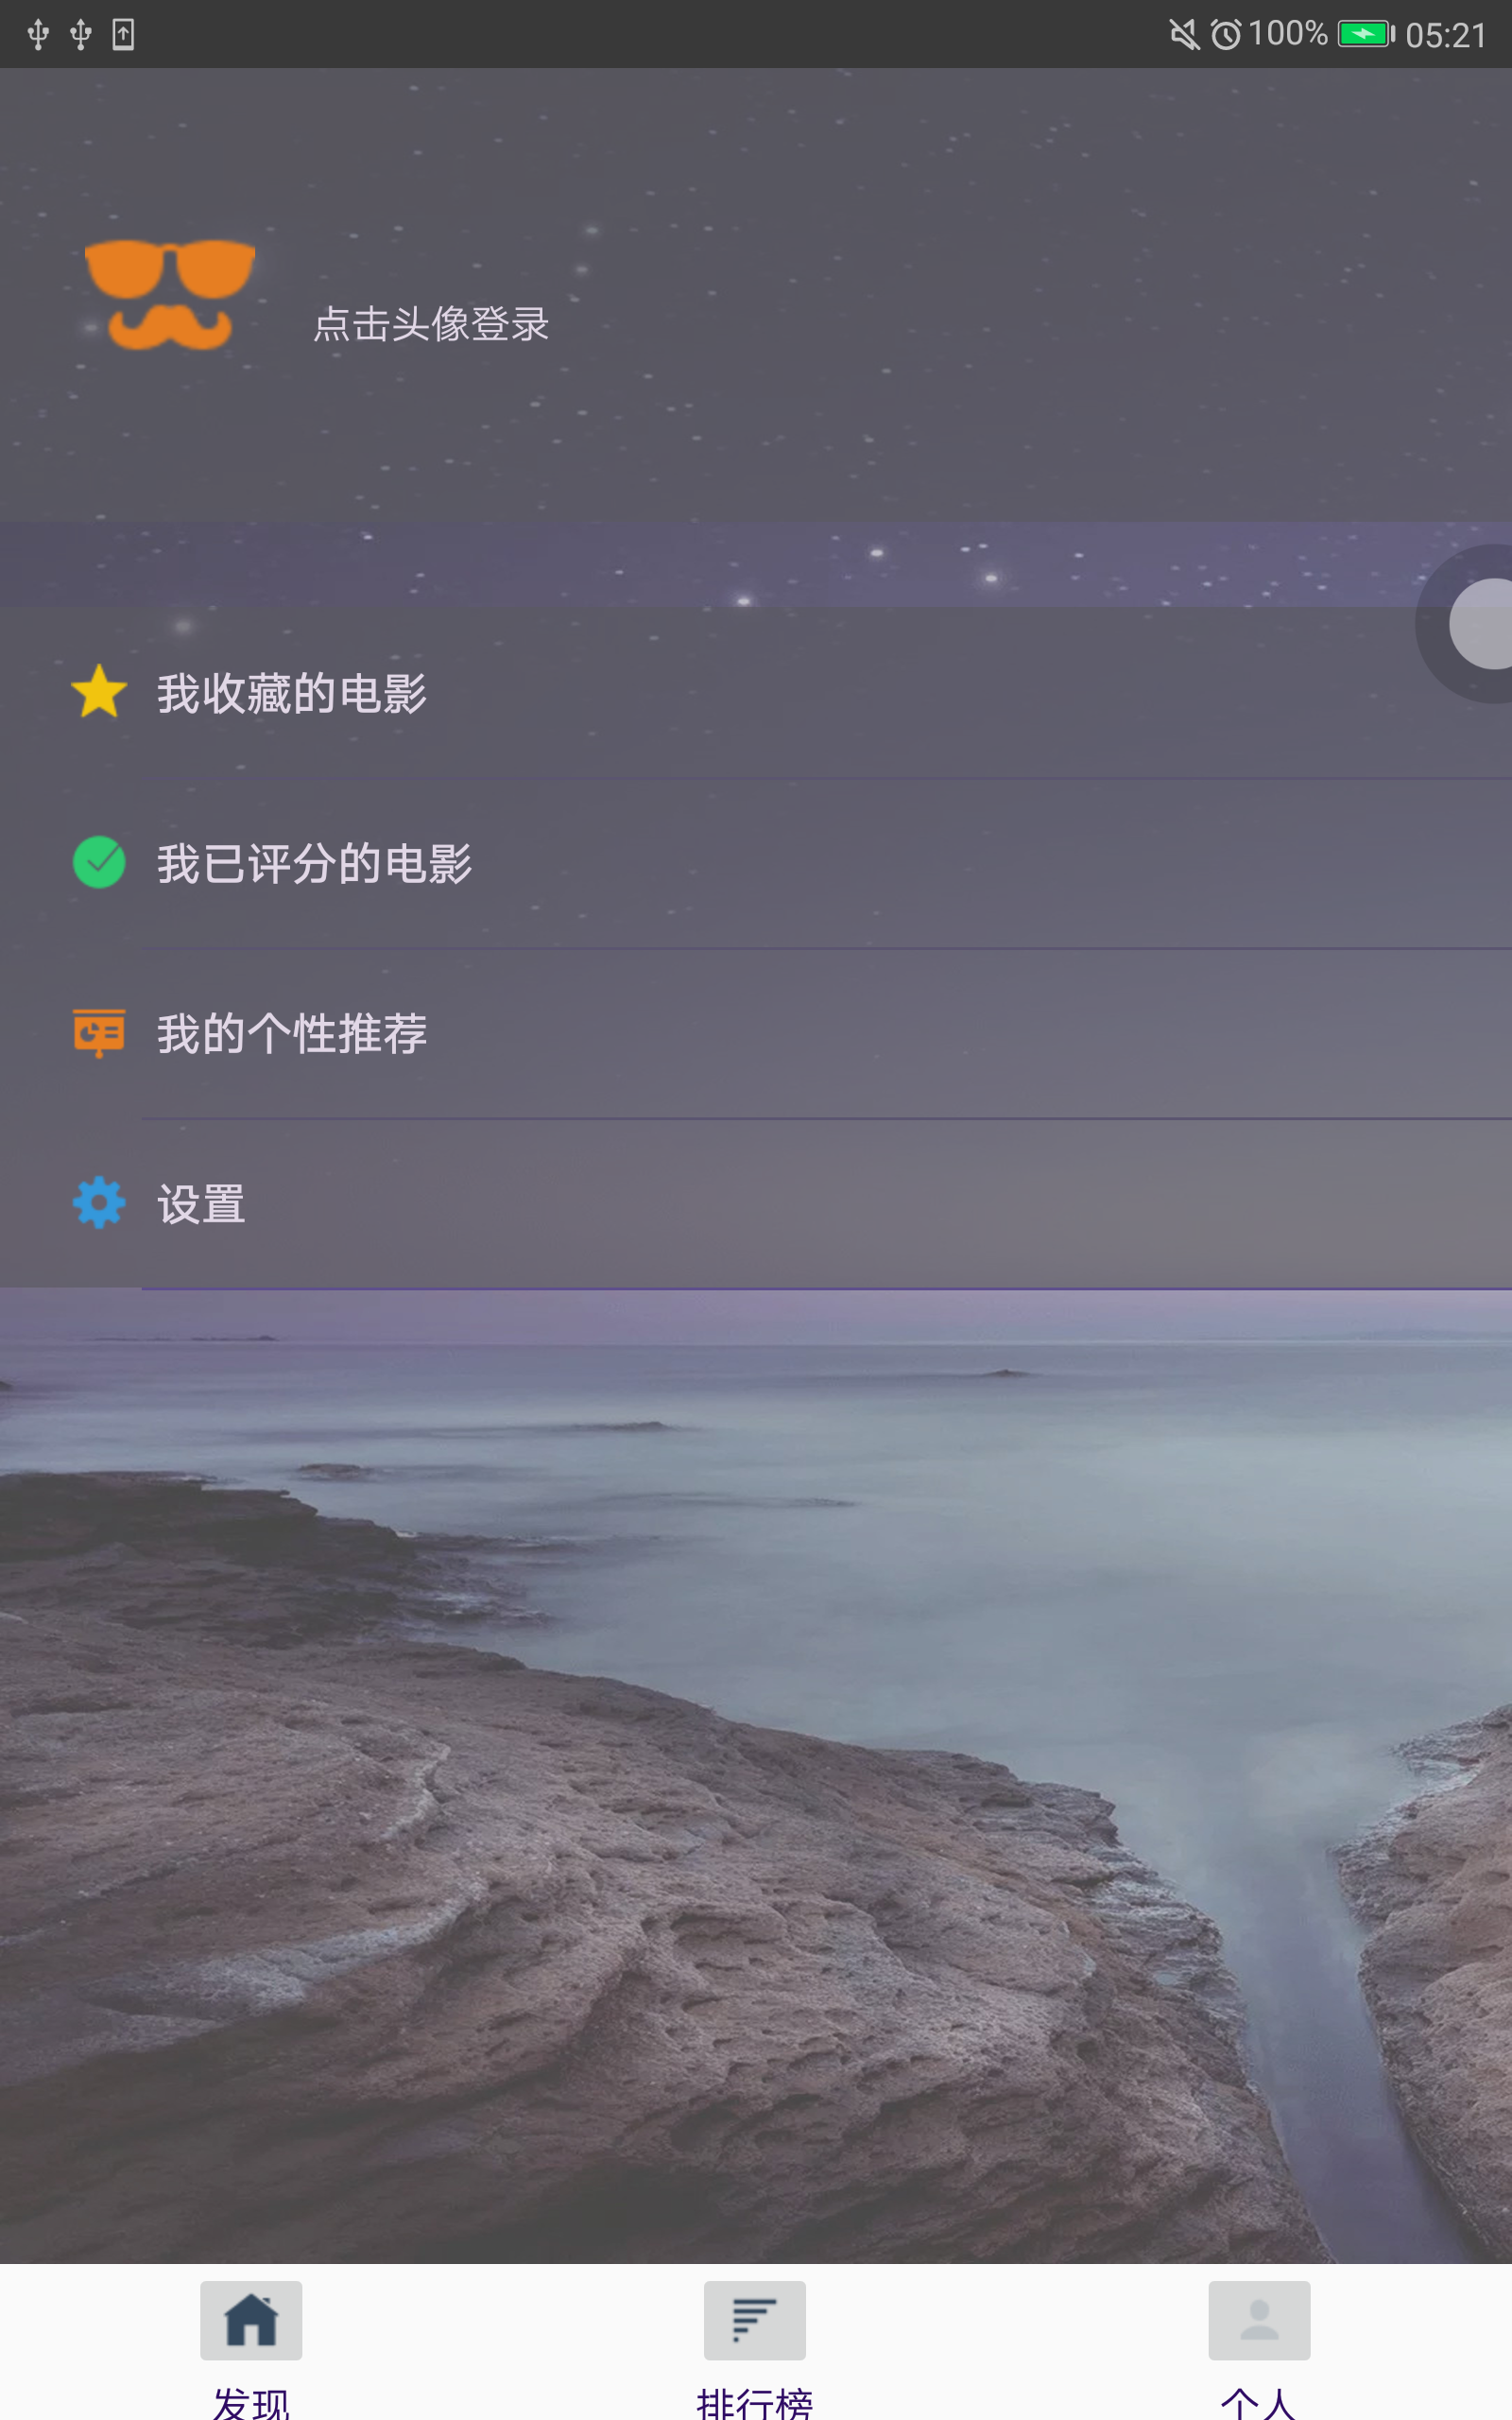 100% 05:21
点击头像登录
我收藏的电影
我已评分的电影
我的个性推荐
设置
发现
排行榜
个人